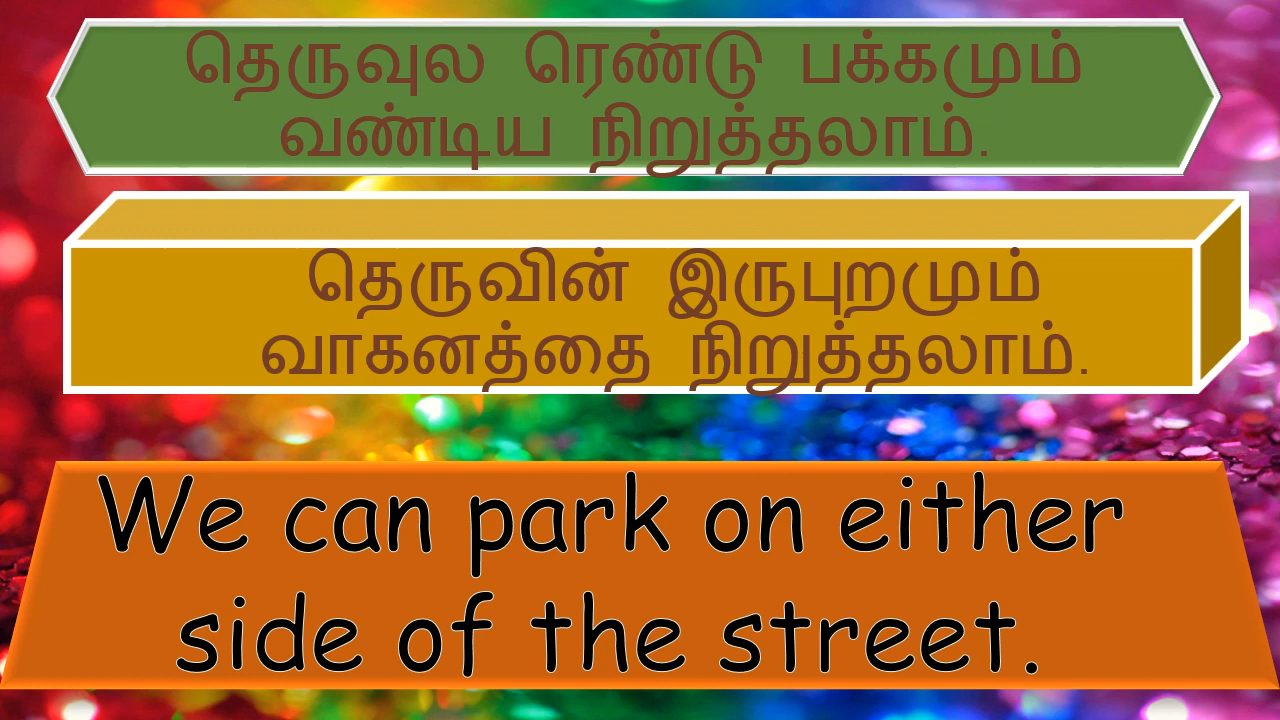 தெருவுல ரெண்டு பக்கமும்
வண்டிய நிறுத்தலாம்.
தெருவின் இருபுறமும்
வாகனத்தை நிறுத்தலாம்.
We can park on either
side of the street.